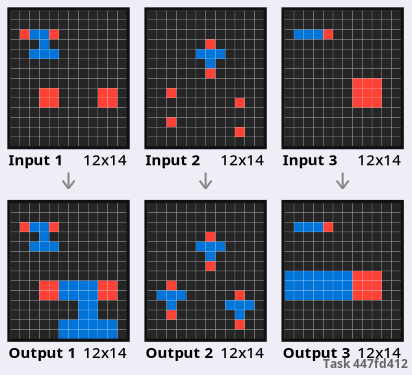 Input 1 12x14
Input 2 12x14
Input 3 12x14
Output 1 12x14
Output 2 12x14
Output 3 12x14
Task 447fd412